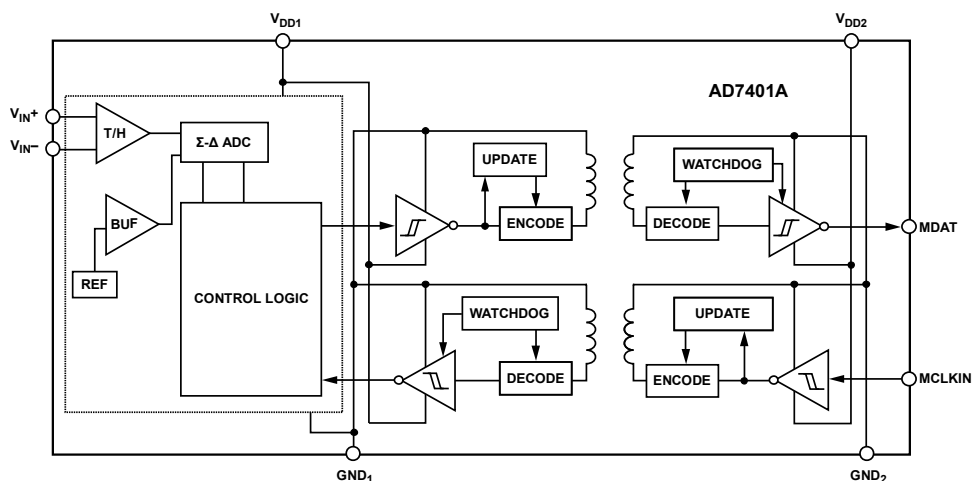 VDD1
VDD2
AD7401A
VIN+
VIN−
T/H
Σ-Δ ADC
UPDATE
WATCHDOG
BUF
ENCODE
DECODE
MDAT
REF
CONTROL LOGIC
WATCHDOG
UPDATE
DECODE
ENCODE
MCLKIN
GND1
GND2